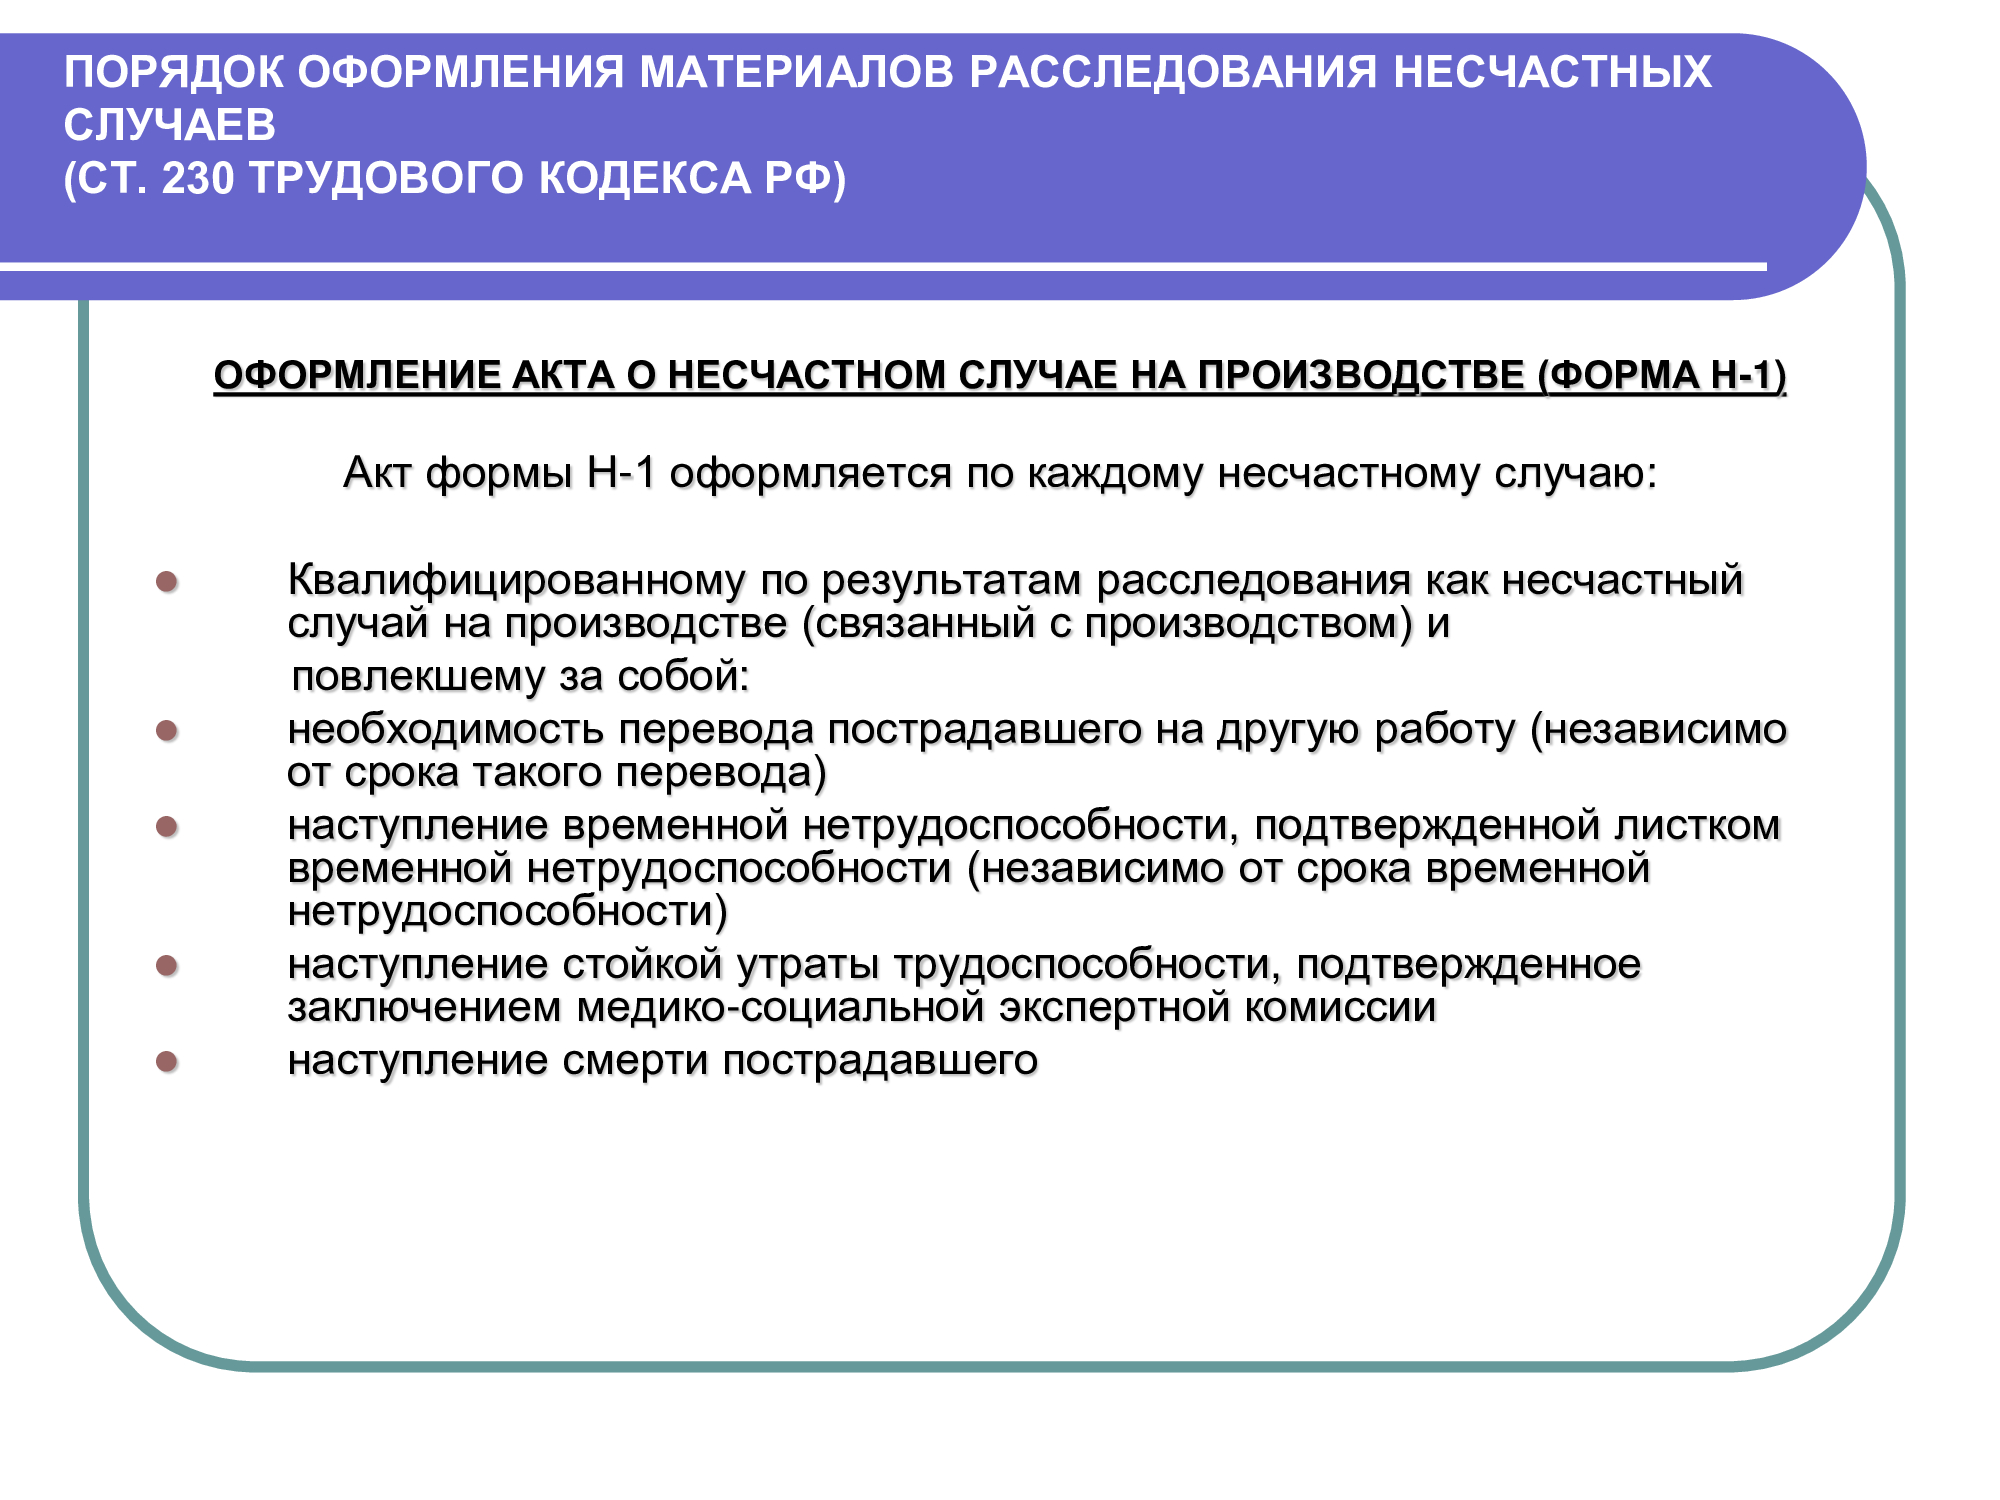 ПОРЯДОК ОФОРМЛЕНИЯ МАТЕРИАЛОВ РАССЛЕДОВАНИЯ НЕСЧАСТНЫХ
СЛУЧАЕВ
(СТ. 230 ТРУДОВОГО КОДЕКСА РФ)
ОФОРМЛЕНИЕ АКТА О НЕСЧАСТНОМ СЛУЧАЕ НА ПРОИЗВОДСТВЕ (ФОРМА Н-1)
Акт формы Н-1 оформляется по каждому несчастному случаю:
● Квалифицированному по результатам расследования как несчастный
случай на производстве (связанный с производством) и
повлекшему за собой:
● необходимость перевода пострадавшего на другую работу (независимо
от срока такого перевода)
● наступление временной нетрудоспособности, подтвержденной листком
временной нетрудоспособности (независимо от срока временной
нетрудоспособности)
● наступление стойкой утраты трудоспособности, подтвержденное
заключением медико-социальной экспертной комиссии
● наступление смерти пострадавшего